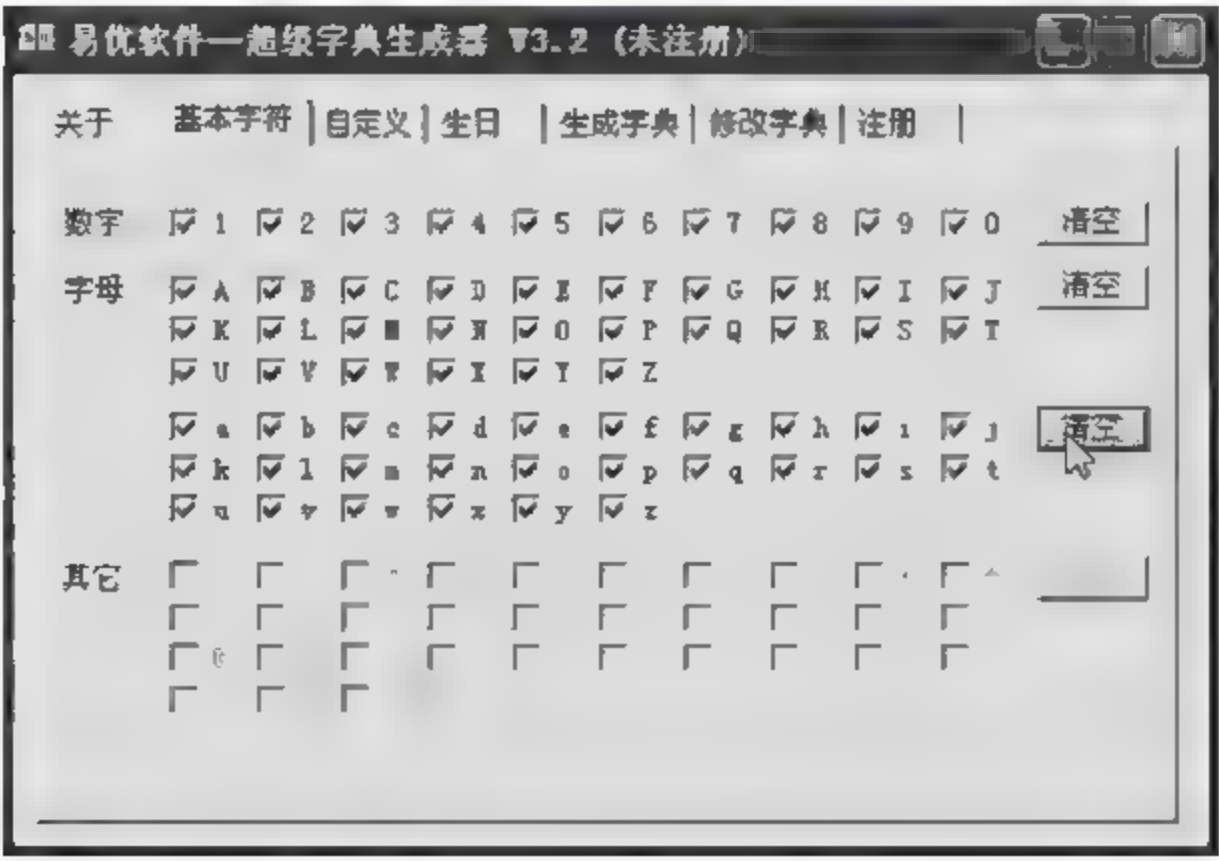 易优软件—超级字典生成器 V3.2 (未注册)
关于 基本字符 自定义 生日 生成字典 修改字典 注册
数字 1 2 3 4 5 6 7 8 9 0 清空
字母 A B C D E F G H I J 清空
K L M N O P Q R S T
U V W X Y Z
a b c d e f g h i j 清空
k l m n o p q r s t
u v w x y z
其它
@